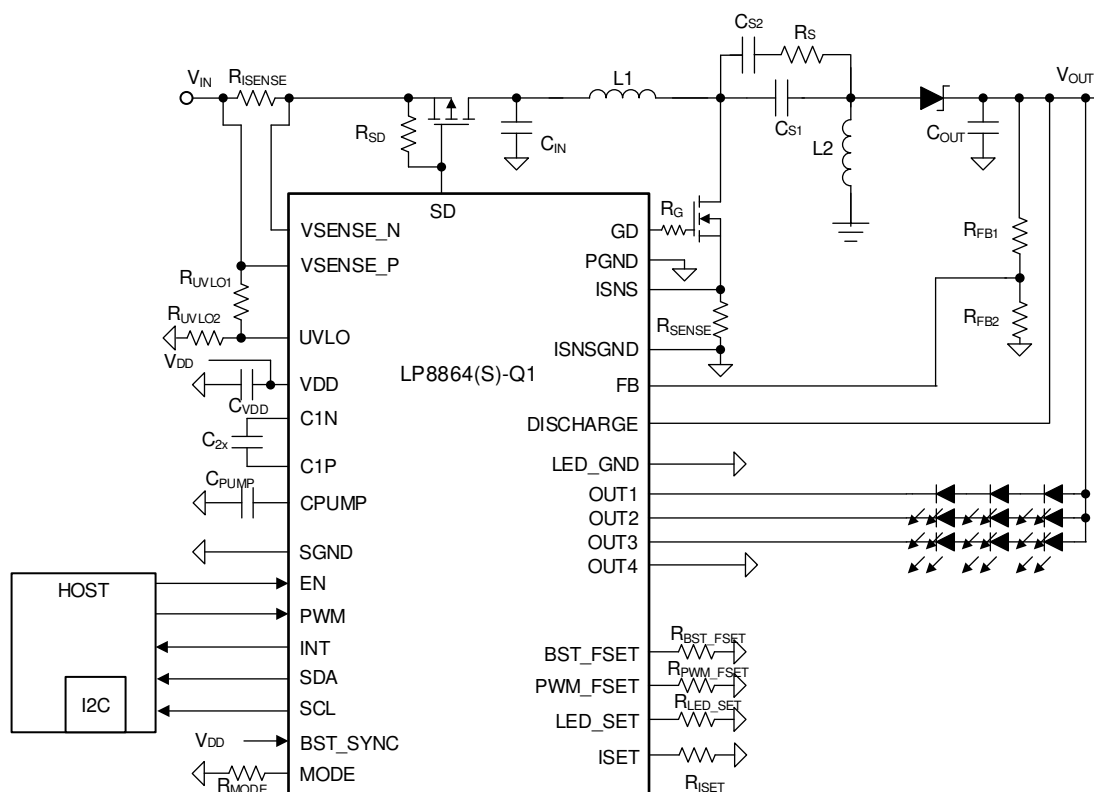 VIN
RISENSE
RSD
CIN
L1
CS2
RS
CS1
L2
VOUT
COUT
SD
VSENSE_N
VSENSE_P
RUVLO1
RUVLO2
UVLO
VDD
VDD
CVDD
C1N
C2x
C1P
CPUMP
CPUMP
SGND
HOST
I2C
EN
PWM
INT
SDA
SCL
VDD
BST_SYNC
MODE
RMODE
LP8864(S)-Q1
GD
RG
PGND
ISNS
RSENSE
ISNSGND
FB
RFB1
RFB2
DISCHARGE
LED_GND
OUT1
OUT2
OUT3
OUT4
BST_FSET
RBST_FSET
PWM_FSET
RPWM_FSET
LED_SET
RLED_SET
ISET
RISET